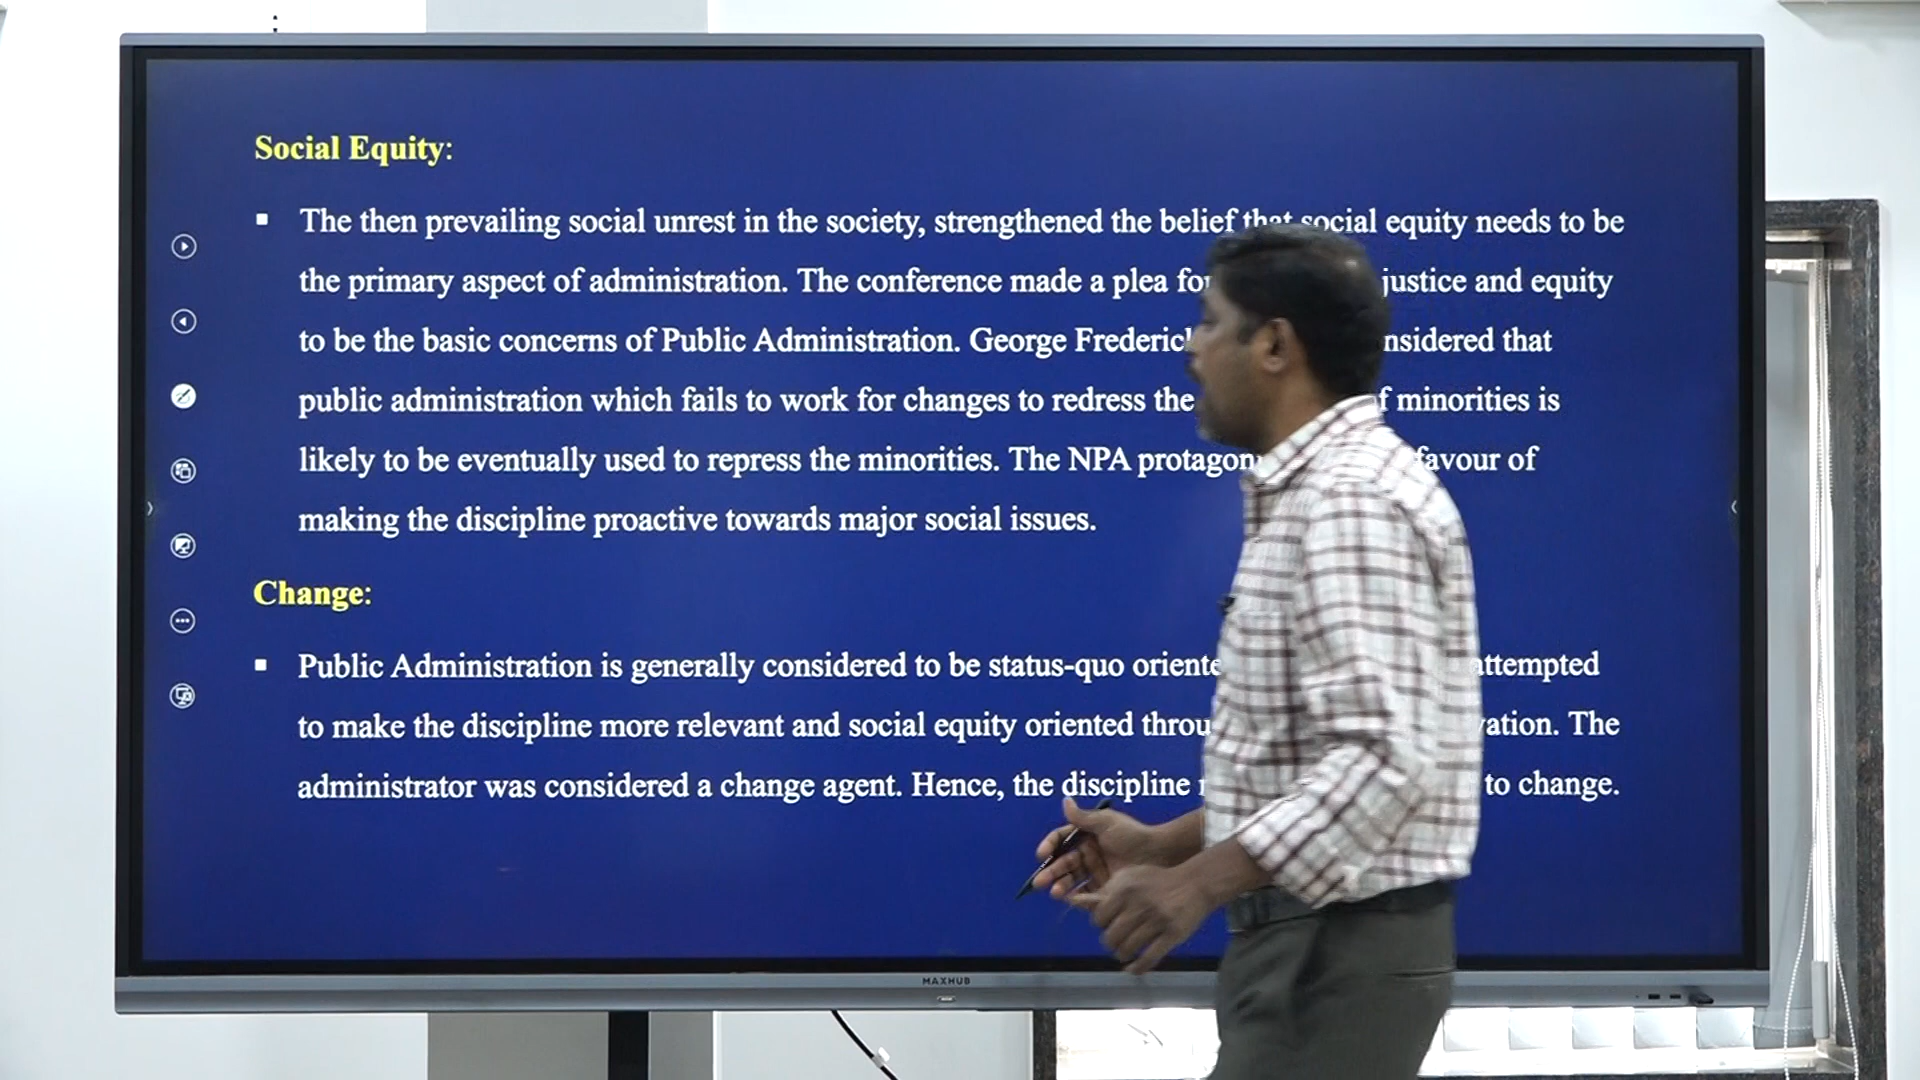 Social Equity:
The then prevailing social unrest in the society, strengthened the belief that social equity needs to be
the primary aspect of administration. The conference made a plea for justice and equity
to be the basic concerns of Public Administration. George Frederick that
public administration which fails to work for changes to redress the minorities is
likely to be eventually used to repress the minorities. The NPA favour of
making the discipline proactive towards major social issues.
Change:
Public Administration is generally considered to be status-quo attempted
to make the discipline more relevant and social equity oriented The
administrator was considered a change agent. Hence, the discipline to change.
MAXHUB